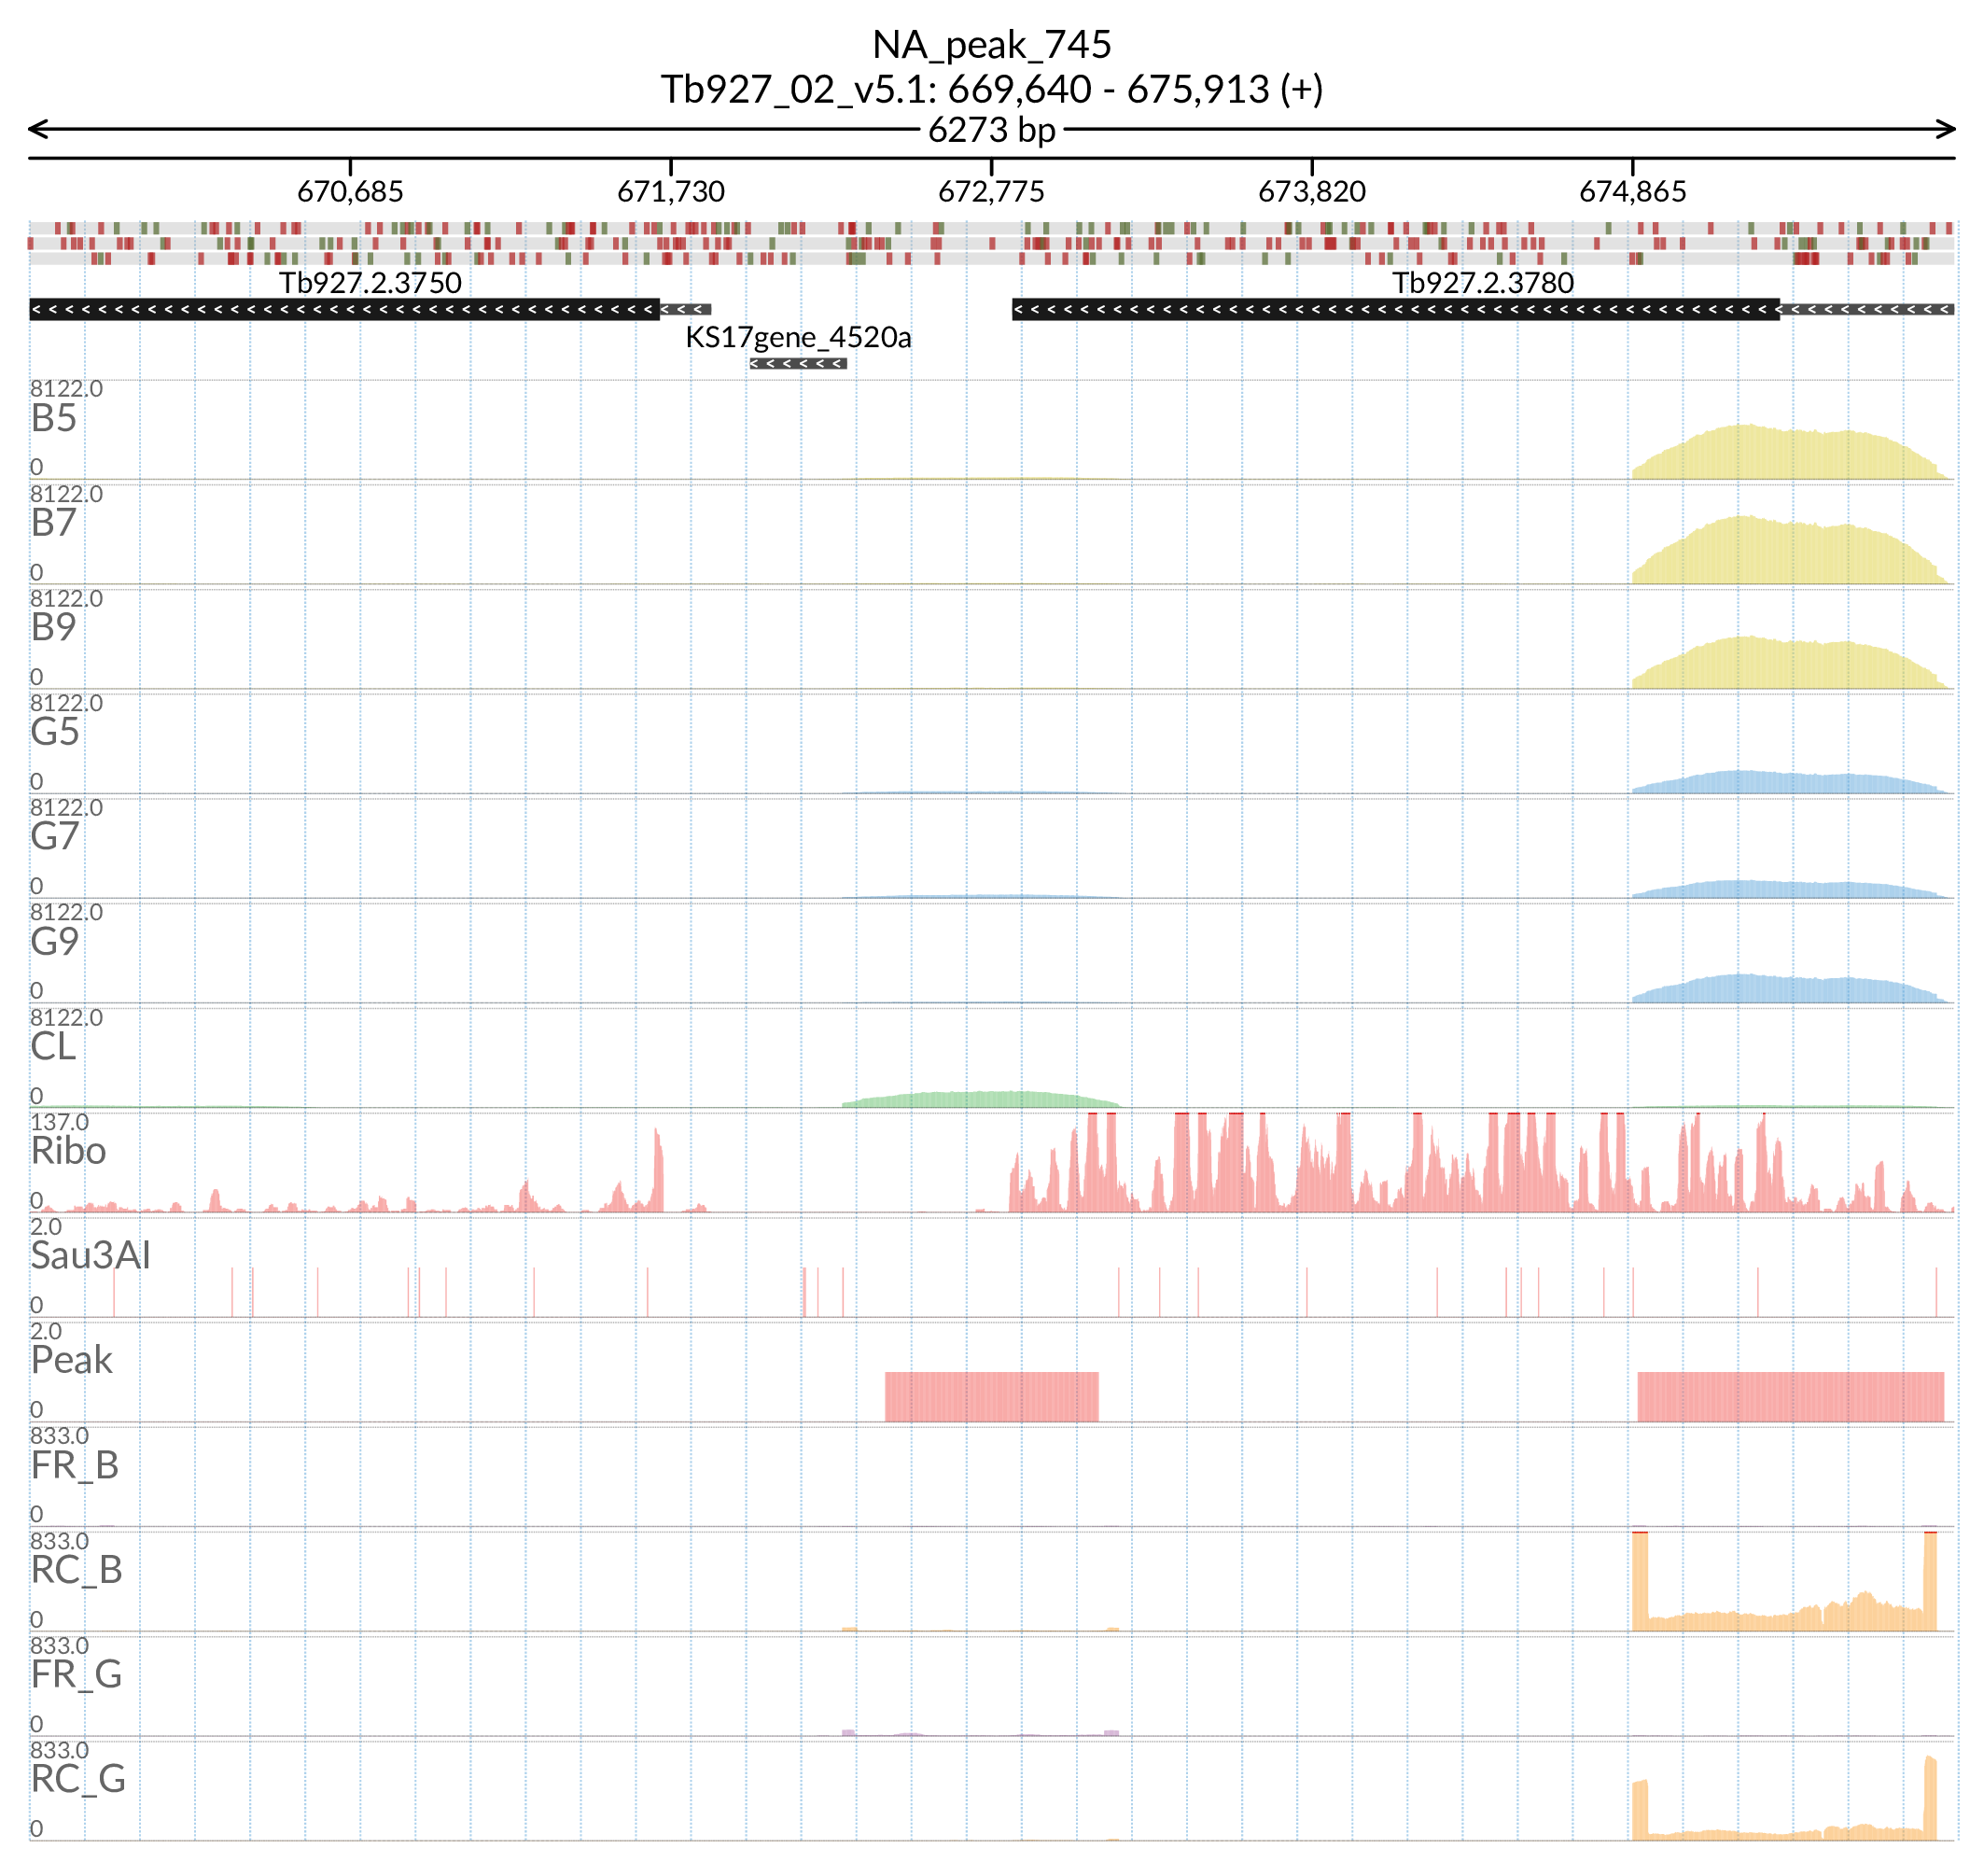 NA_peak_745
Tb927_02_v5.1: 669,640 - 675,913 (+)
6273 bp
670,685 671,730 672,775 673,820 674,865
Tb927.2.3750 Tb927.2.3780
KS17gene_4520a
8122.0
B5
0
8122.0
B7
0
8122.0
B9
0
8122.0
G5
0
8122.0
G7
0
8122.0
G9
0
8122.0
CL
0
137.0
Ribo
0
2.0
Sau3AI
0
2.0
Peak
0
833.0
FR_B
0
833.0
RC_B
0
833.0
FR_G
0
833.0
RC_G
0